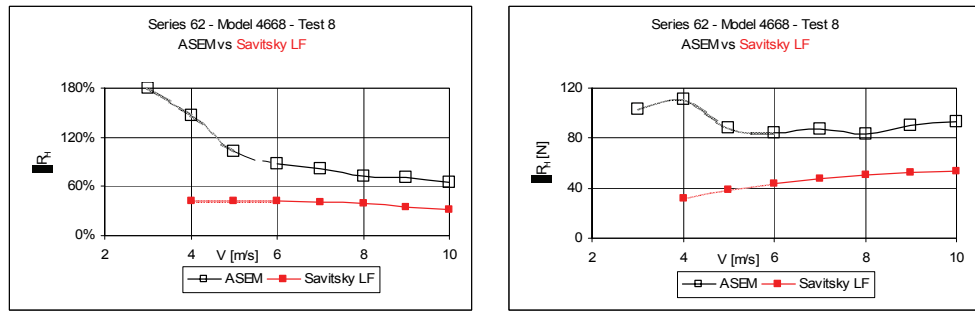 Series 62 - Model 4668 - Test 8
ASEM vs Savitsky LF
180%
120%
60%
0%
RH
2
4
6
8
10
V [m/s]
ASEM
Savitsky LF
Series 62 - Model 4668 - Test 8
ASEM vs Savitsky LF
120
80
40
0
RH [N]
2
4
6
8
10
V [m/s]
ASEM
Savitsky LF